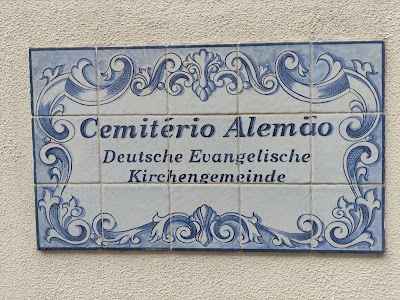 Cemitério Alemão
Deutsche Evangelische
Kirchengemeinde